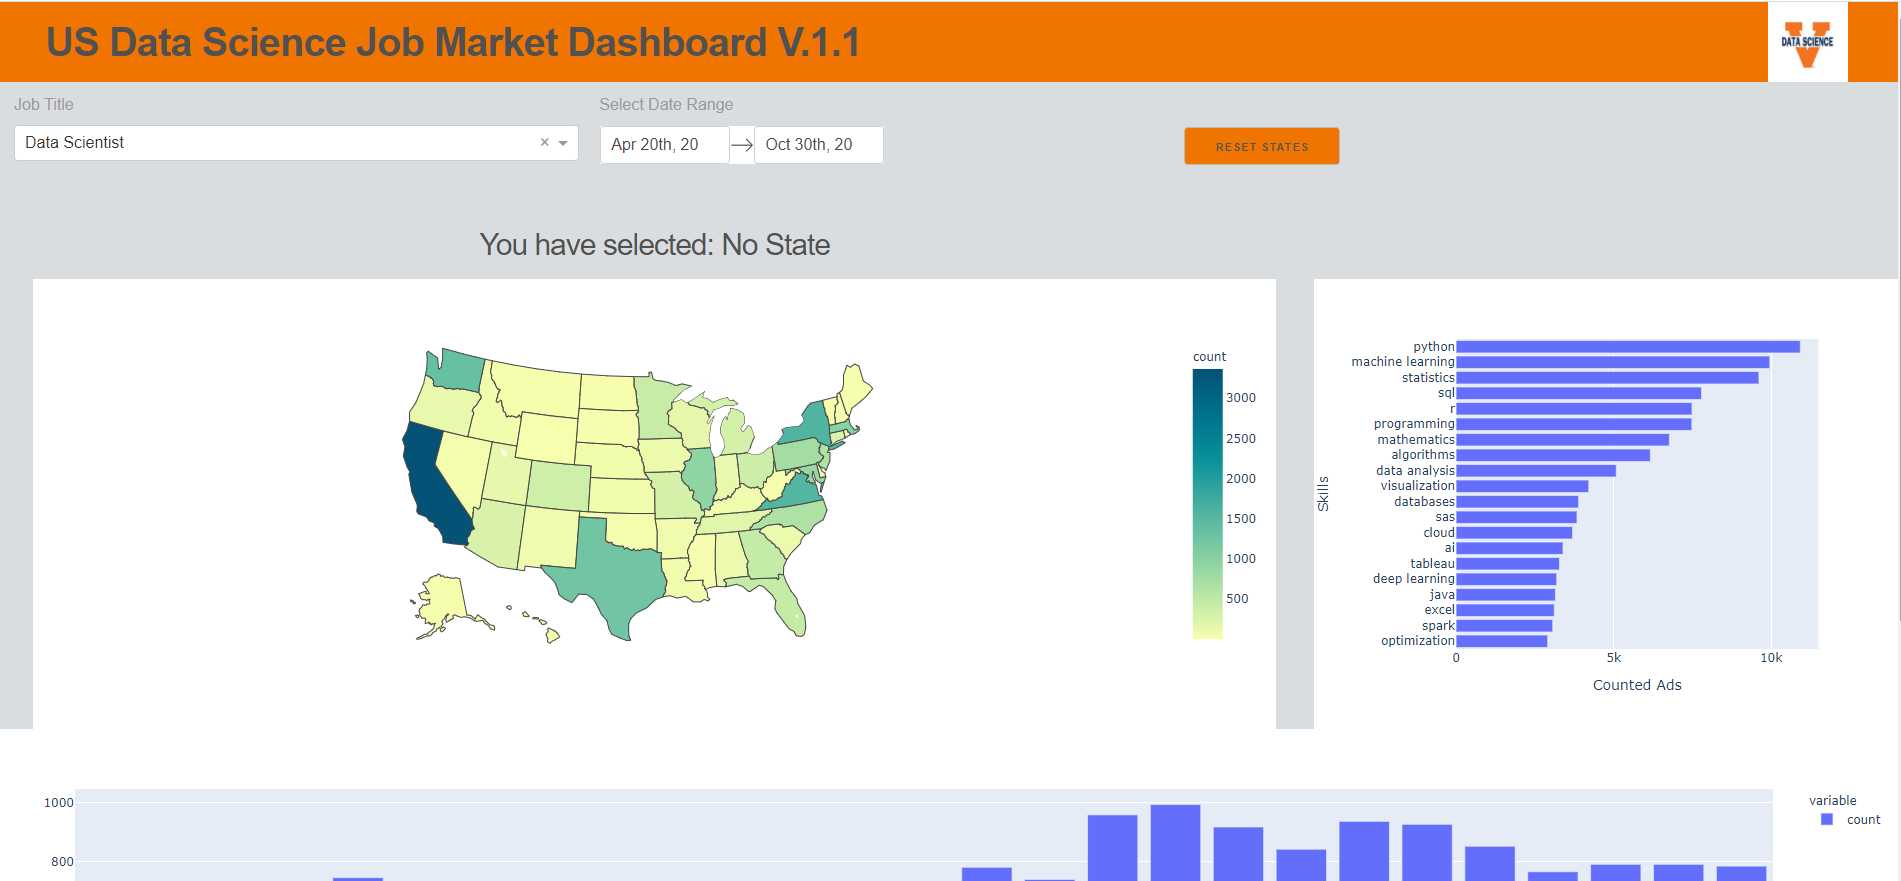 US Data Science Job Market Dashboard V.1.1
DATA SCIENCE
Job Title
Select Date Range
Data Scientist
×
Apr 20th, 20
Oct 30th, 20
RESET STATES
You have selected: No State
count
3000
2500
2000
1500
1000
500
Skills
python
machine learning
statistics
sql
r
programming
mathematics
algorithms
data analysis
visualization
databases
sas
cloud
ai
tableau
deep learning
java
excel
spark
optimization
0
5k
10k
Counted Ads
1000
800
variable
count